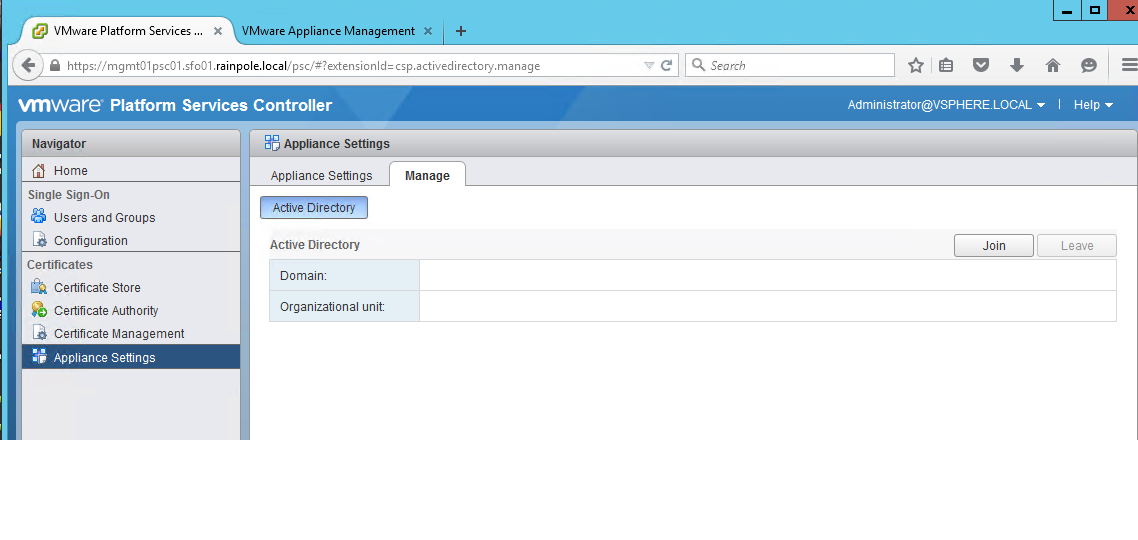 VMware Platform Services ...
VMware Appliance Management
https://mgmt01psc01.sfo01.rainpole.local/psc/#?extensionId=csp.activedirectory.manage
Search
vmware Platform Services Controller
Administrator@VSPHERE.LOCAL
Help
Navigator
Home
Single Sign-On
Users and Groups
Configuration
Certificates
Certificate Store
Certificate Authority
Certificate Management
Appliance Settings
Appliance Settings
Appliance Settings
Manage
Active Directory
Active Directory
Join
Leave
Domain:
Organizational unit: